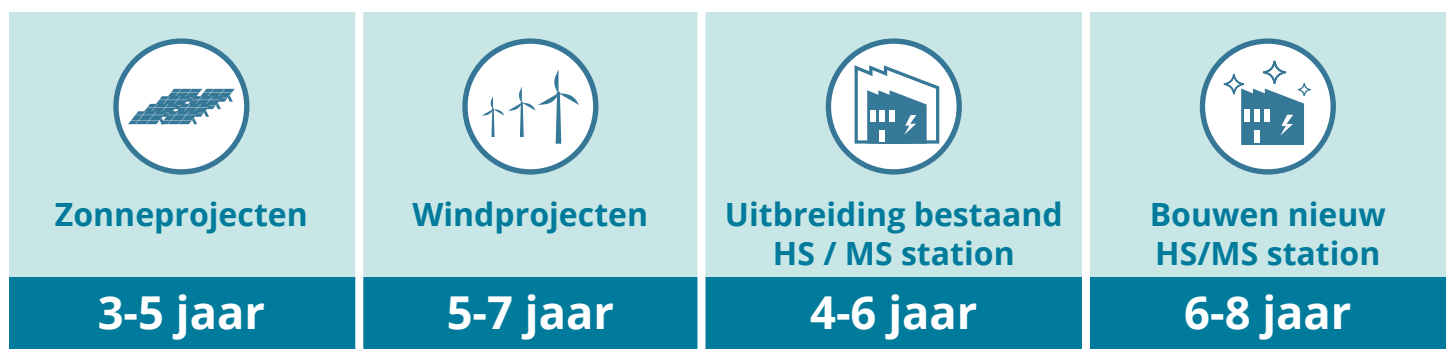 Zonneprojecten
3-5 jaar
Windprojecten
5-7 jaar
Uitbreiding bestaand
HS / MS station
4-6 jaar
Bouwen nieuw
HS/MS station
6-8 jaar